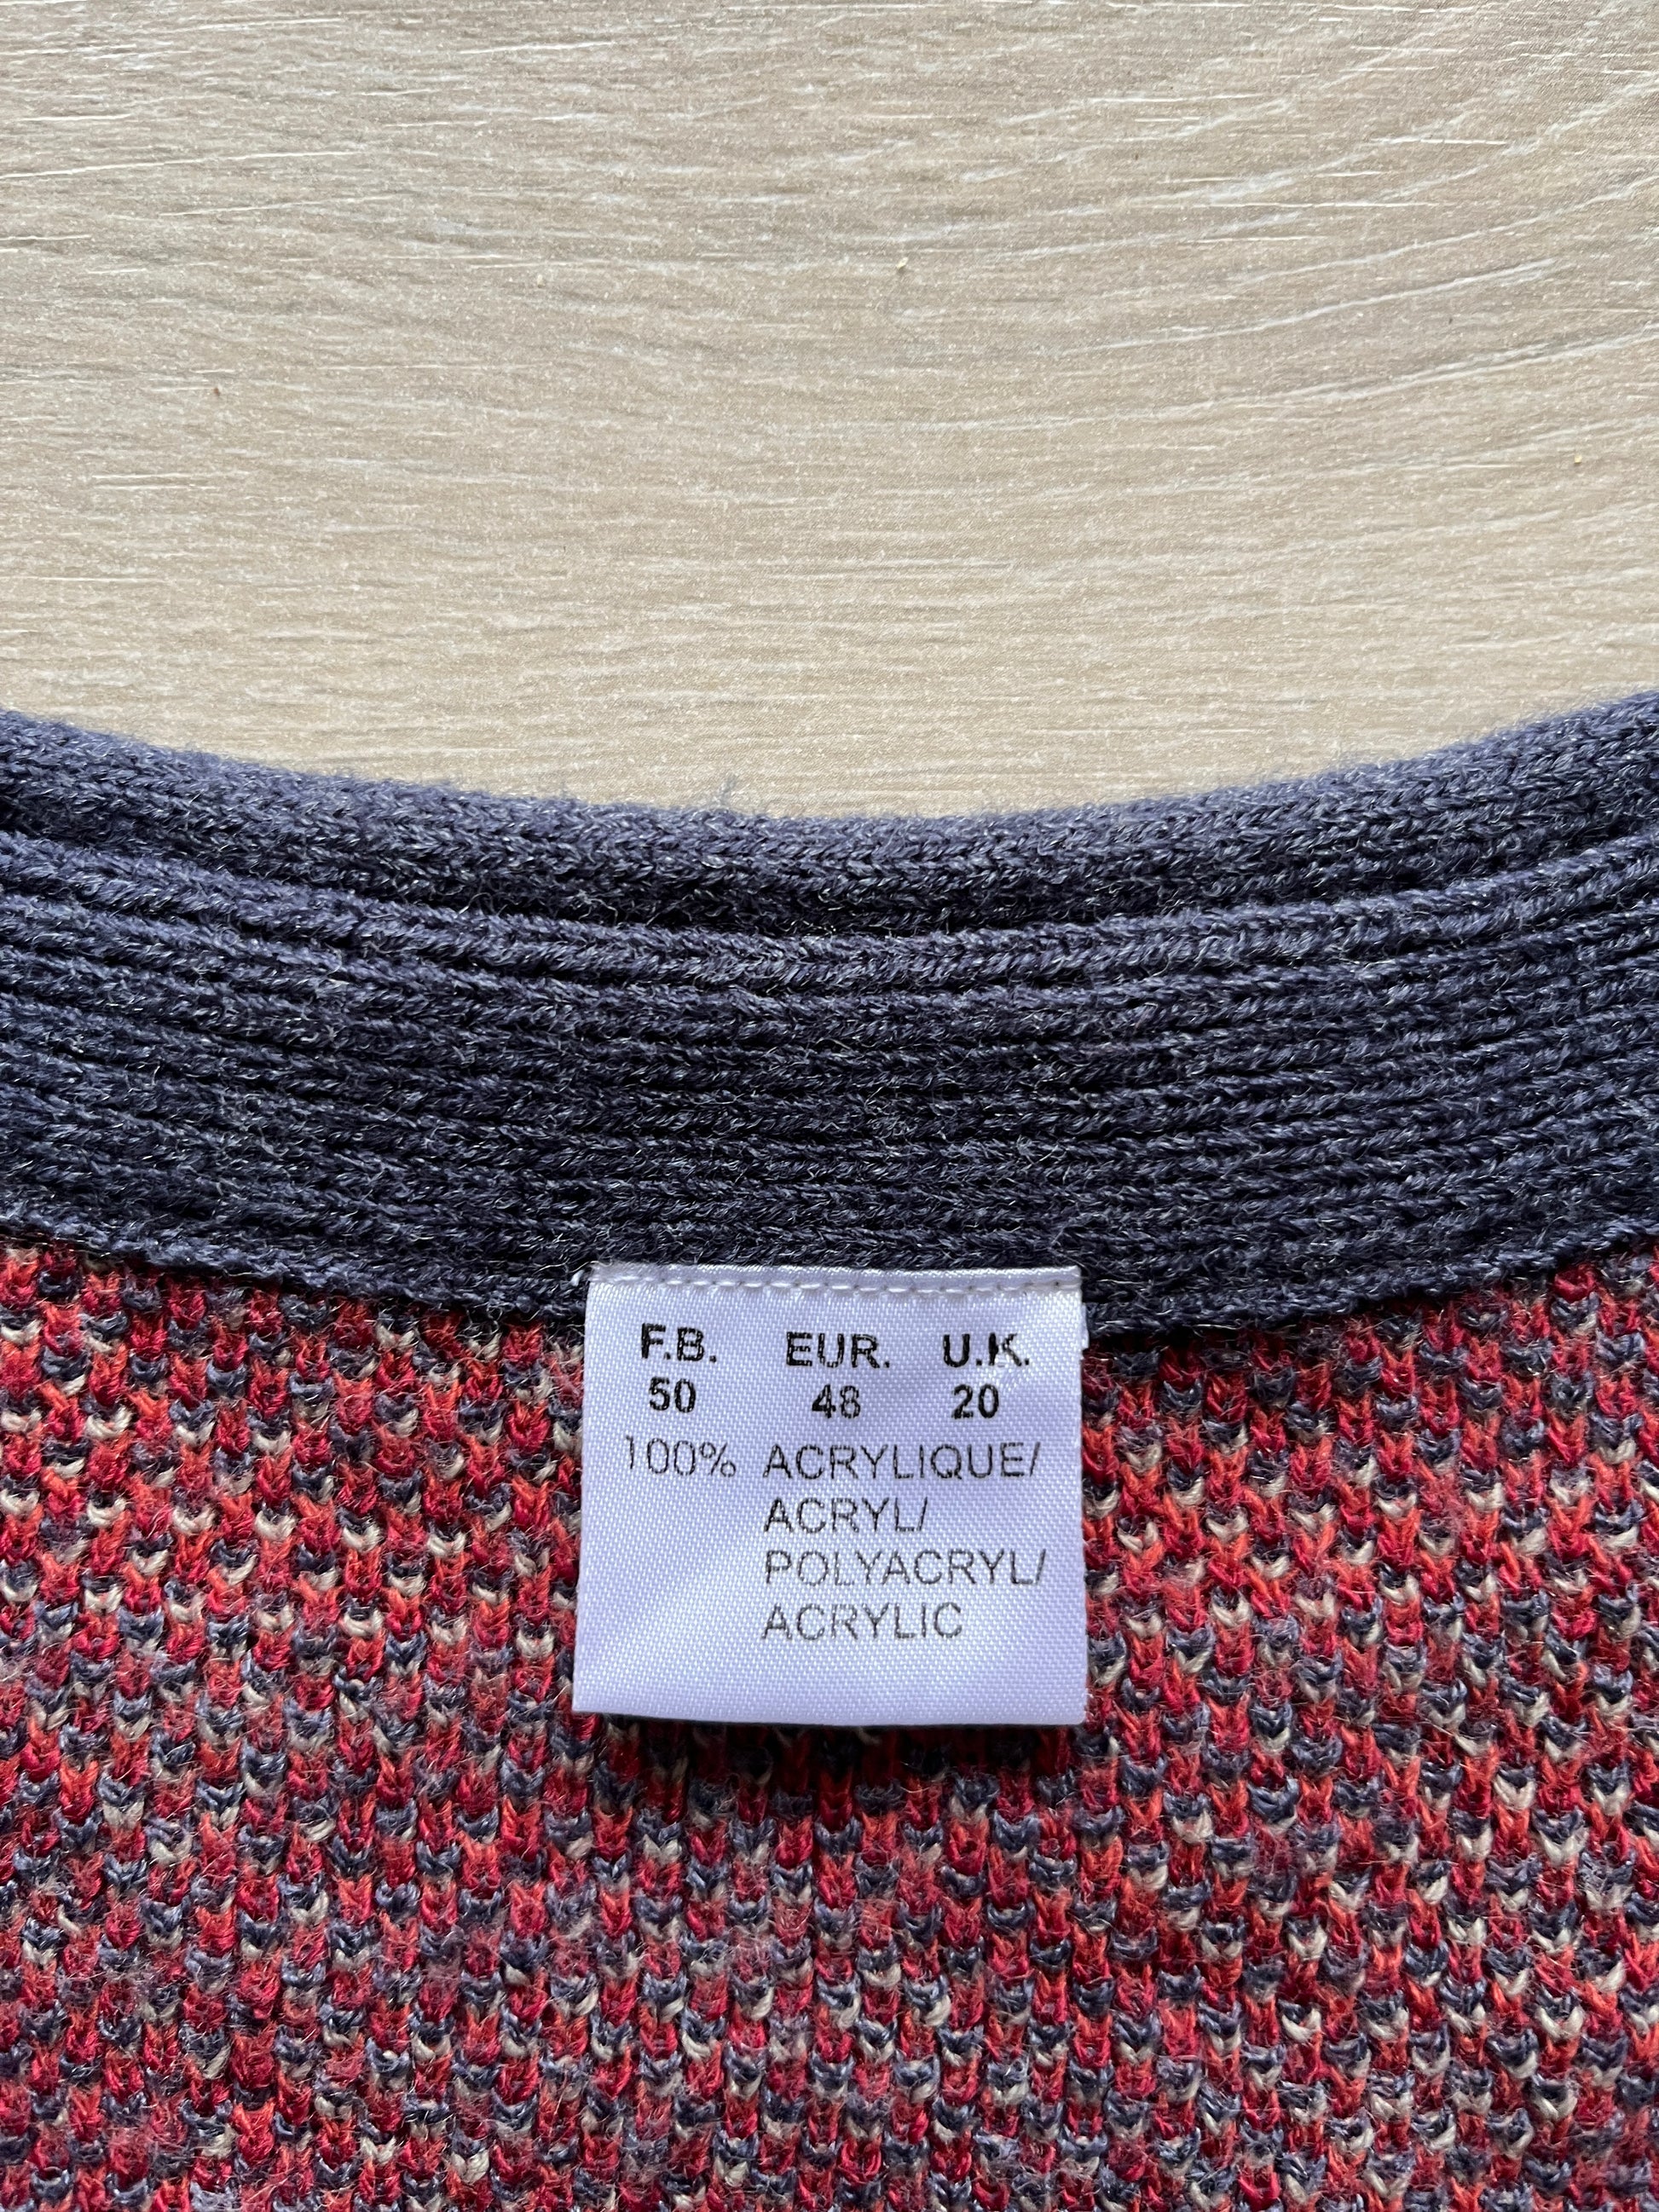 F.B. EUR. U.K.
50 48 20
100% ACRYLIQUE/
ACRYL/
POLYACRYL/
ACRYLIC